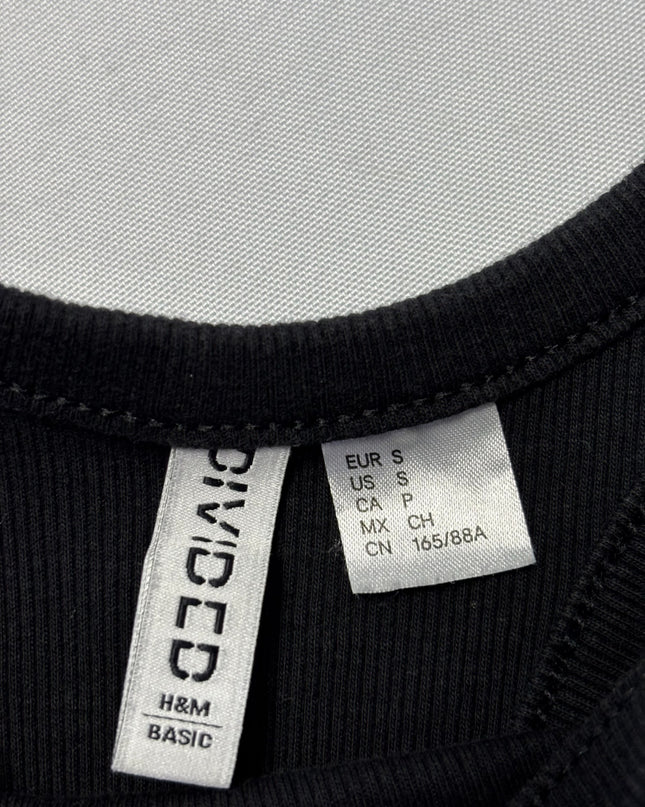 DIVIDED
H&M
BASIC
EUR S
US S
CA P
MX CH
CN 165/88A